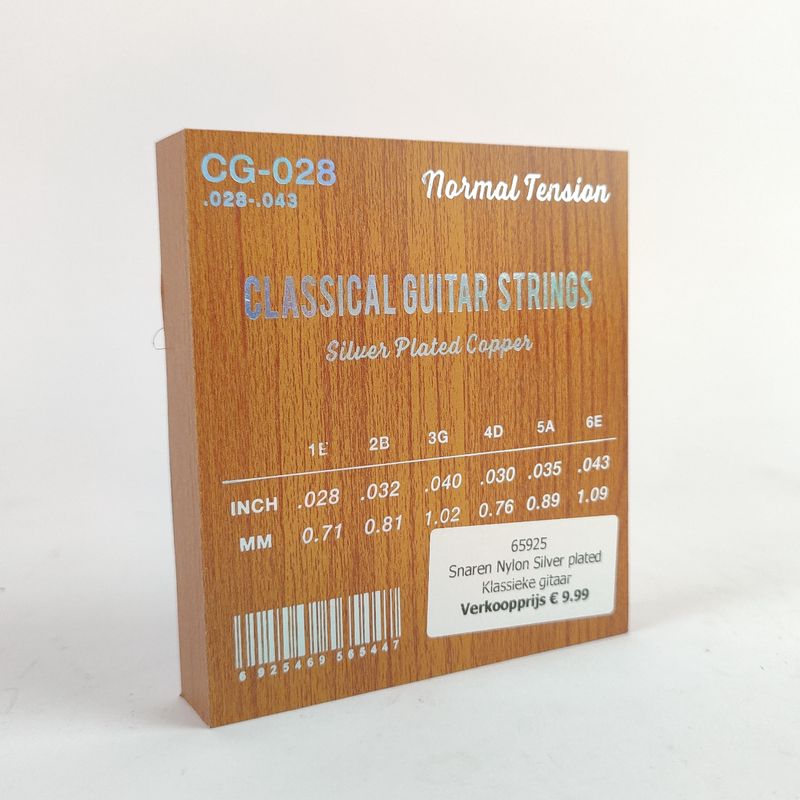 CG-028
.028-.043
Normal Tension
CLASSICAL GUITAR STRINGS
Silver Plated Copper
1E 2B 3G 4D 5A 6E
INCH .028 .032 .040 .030 .035 .043
MM 0.71 0.81 1.02 0.76 0.89 1.09
65925
Snaren Nylon Silver plated
Klassieke gitaar
Verkoopprijs € 9.99
6 925469 565447